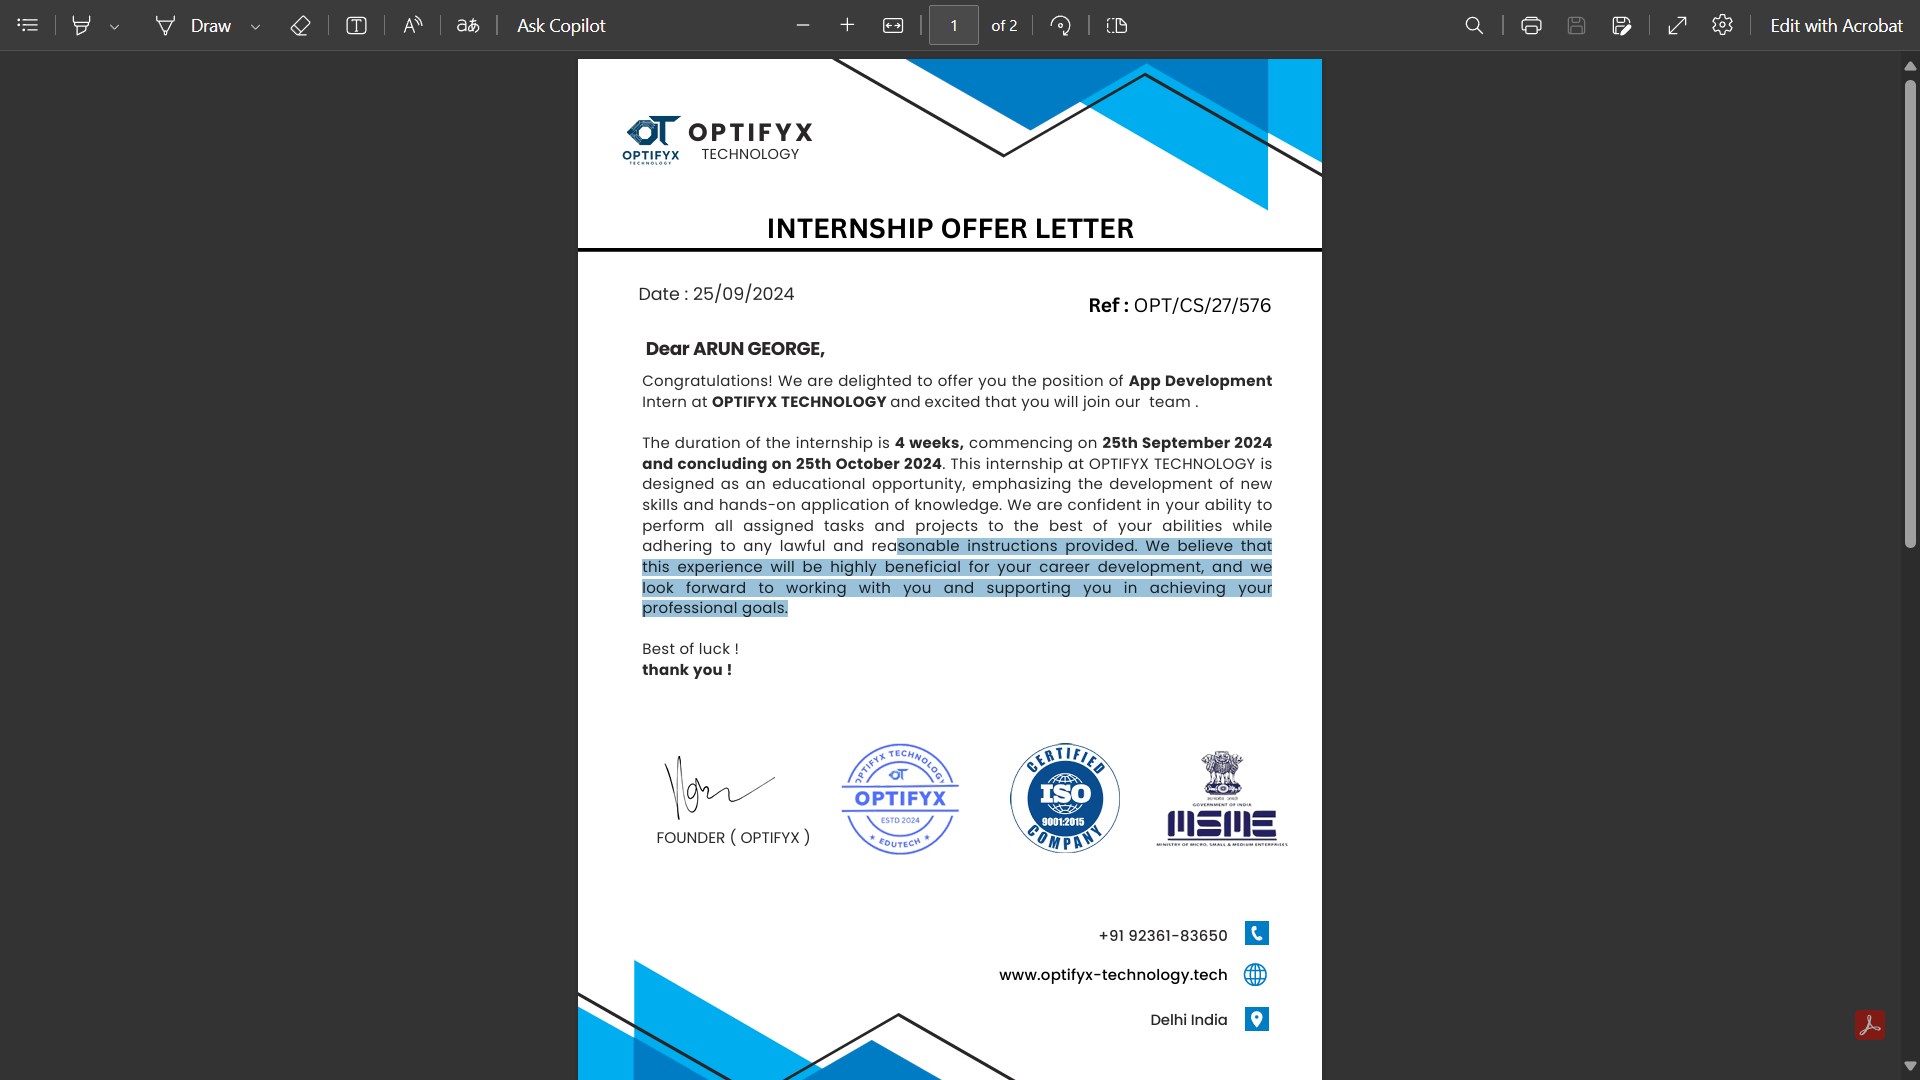 Draw
aあ
Ask Copilot
1
of 2
Edit with Acrobat
OT
OPTIFYX
TECHNOLOGY
OPTIFYX
TECHNOLOGY
INTERNSHIP OFFER LETTER
Date : 25/09/2024
Ref : OPT/CS/27/576
Dear ARUN GEORGE,
Congratulations! We are delighted to offer you the position of App Development
Intern at OPTIFYX TECHNOLOGY and excited that you will join our team .
The duration of the internship is 4 weeks, commencing on 25th September 2024
and concluding on 25th October 2024. This internship at OPTIFYX TECHNOLOGY is
designed as an educational opportunity, emphasizing the development of new
skills and hands-on application of knowledge. We are confident in your ability to
perform all assigned tasks and projects to the best of your abilities while
adhering to any lawful and reasonable instructions provided. We believe that
this experience will be highly beneficial for your career development, and we
look forward to working with you and supporting you in achieving your
professional goals.
Best of luck !
thank you !
FOUNDER ( OPTIFYX )
OPTIFYX TECHNOLOGY
OT
OPTIFYX
ESTD 2024
EDUTECH
CERTIFIED
ISO
9001:2015
COMPANY
सत्यमेव जयते
GOVERNMENT OF INDIA
MSME
MINISTRY OF MICRO, SMALL & MEDIUM ENTERPRISES
+91 92361-83650
www.optifyx-technology.tech
Delhi India